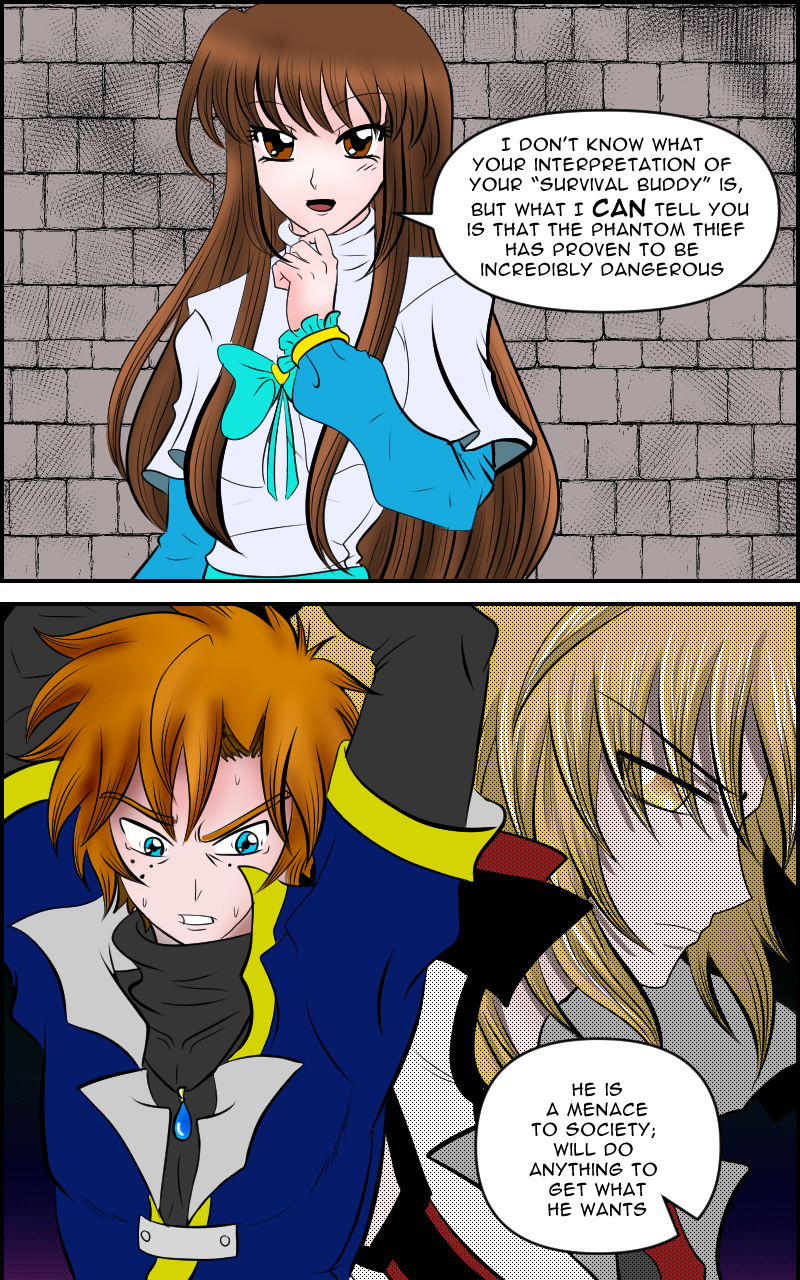 I DON'T KNOW WHAT
YOUR INTERPRETATION OF
YOUR "SURVIVAL BUDDY" IS,
BUT WHAT I CAN TELL YOU
IS THAT THE PHANTOM THIEF
HAS PROVEN TO BE
INCREDIBLY DANGEROUS
HE IS
A MENACE
TO SOCIETY;
WILL DO
ANYTHING TO
GET WHAT
HE WANTS